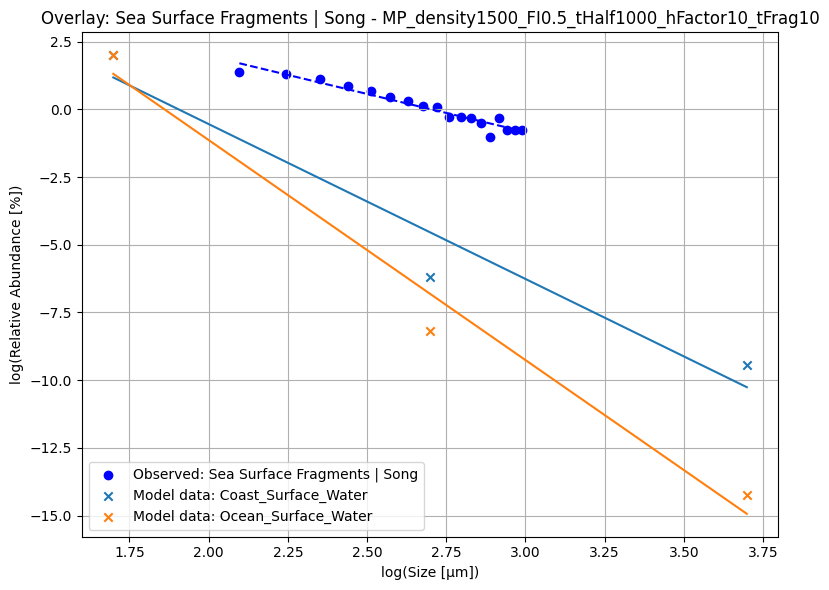 Overlay: Sea Surface Fragments | Song - MP_density1500_FI0.5_tHalf1000_hFactor10_tFrag10
log(Relative Abundance [%])
2.5
0.0
−2.5
−5.0
−7.5
−10.0
−12.5
−15.0
Observed: Sea Surface Fragments | Song
Model data: Coast_Surface_Water
Model data: Ocean_Surface_Water
1.75 2.00 2.25 2.50 2.75 3.00 3.25 3.50 3.75
log(Size [µm])